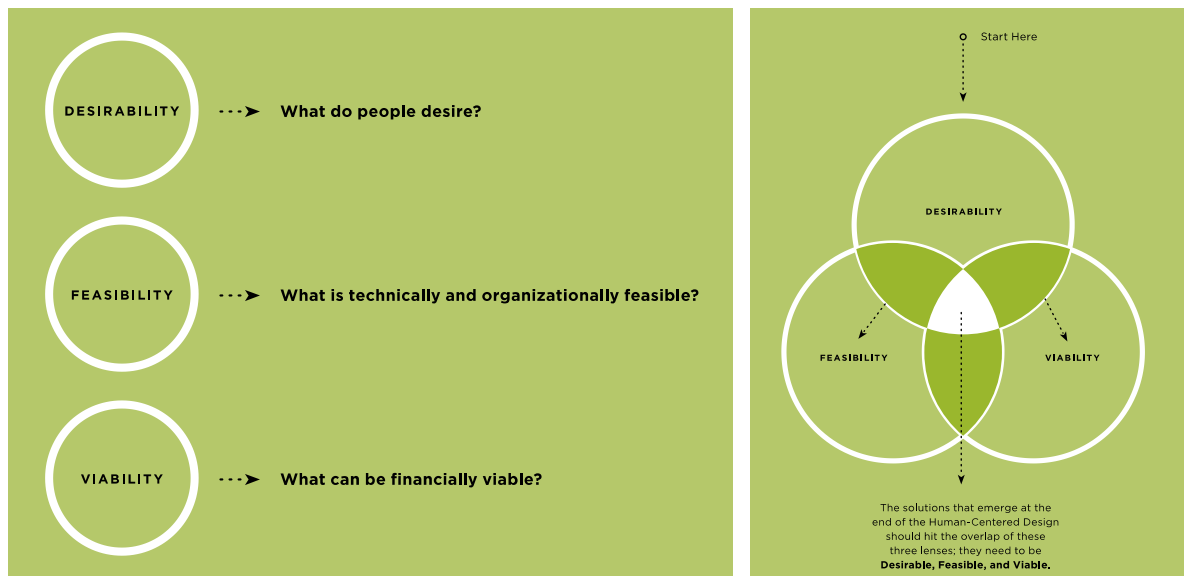 DESIRABILITY
What do people desire?
FEASIBILITY
What is technically and organizationally feasible?
VIABILITY
What can be financially viable?
Start Here
DESIRABILITY
FEASIBILITY
VIABILITY
The solutions that emerge at the
end of the Human-Centered Design
should hit the overlap of these
three lenses; they need to be
Desirable, Feasible, and Viable.